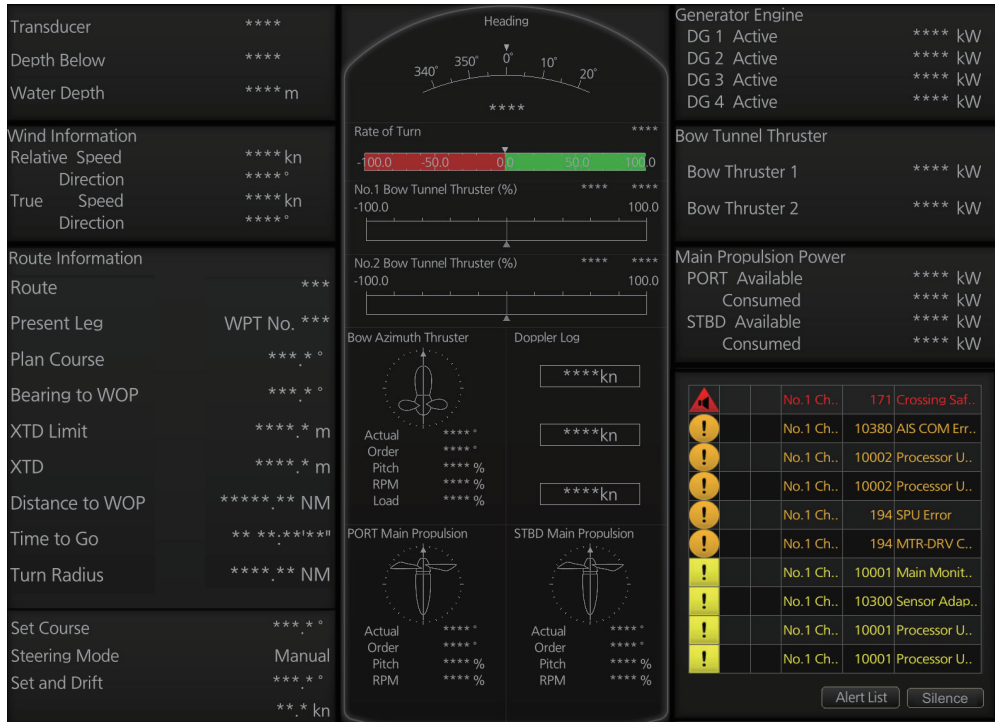 Transducer ****
Depth Below ****
Water Depth **** m
Wind Information
Relative Speed **** kn
Direction **** °
True Speed **** kn
Direction **** °
Route Information
Route ***
Present Leg WPT No. ***
Plan Course ***.* °
Bearing to WOP ***.* °
XTD Limit ****.* m
XTD ****.* m
Distance to WOP *****.** NM
Time to Go ** **:**'**"
Turn Radius ****.** NM
Set Course ***.* °
Steering Mode Manual
Set and Drift ***.* °
**.* kn
Heading
340° 350° 0° 10° 20°
****
Rate of Turn ****
-100.0 -50.0 0.0 50.0 100.0
No.1 Bow Tunnel Thruster (%) **** ****
-100.0 100.0
No.2 Bow Tunnel Thruster (%) **** ****
-100.0 100.0
Bow Azimuth Thruster
Actual **** °
Order **** °
Pitch **** %
RPM **** %
Load **** %
Doppler Log
****kn
****kn
****kn
PORT Main Propulsion
Actual **** °
Order **** °
Pitch **** %
RPM **** %
STBD Main Propulsion
Actual **** °
Order **** °
Pitch **** %
RPM **** %
Generator Engine
DG 1 Active **** kW
DG 2 Active **** kW
DG 3 Active **** kW
DG 4 Active **** kW
Bow Tunnel Thruster
Bow Thruster 1 **** kW
Bow Thruster 2 **** kW
Main Propulsion Power
PORT Available **** kW
Consumed **** kW
STBD Available **** kW
Consumed **** kW
No.1 Ch.. 171 Crossing Saf..
! No.1 Ch.. 10380 AIS COM Err..
! No.1 Ch.. 10002 Processor U..
! No.1 Ch.. 10002 Processor U..
! No.1 Ch.. 194 SPU Error
! No.1 Ch.. 194 MTR-DRV C..
! No.1 Ch.. 10001 Main Monit..
! No.1 Ch.. 10300 Sensor Adap..
! No.1 Ch.. 10001 Processor U..
! No.1 Ch.. 10001 Processor U..
Alert List Silence